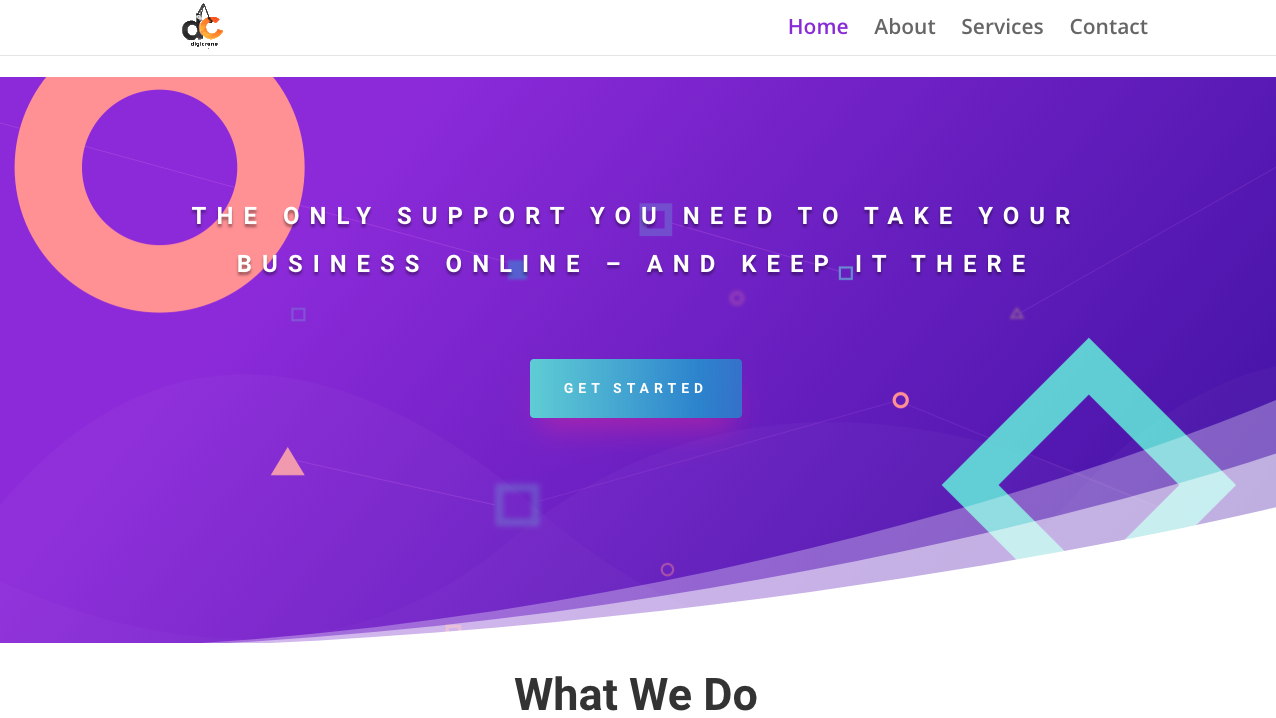 dc
digicrane
Home About Services Contact
THE ONLY SUPPORT YOU NEED TO TAKE YOUR
BUSINESS ONLINE – AND KEEP IT THERE
GET STARTED
What We Do